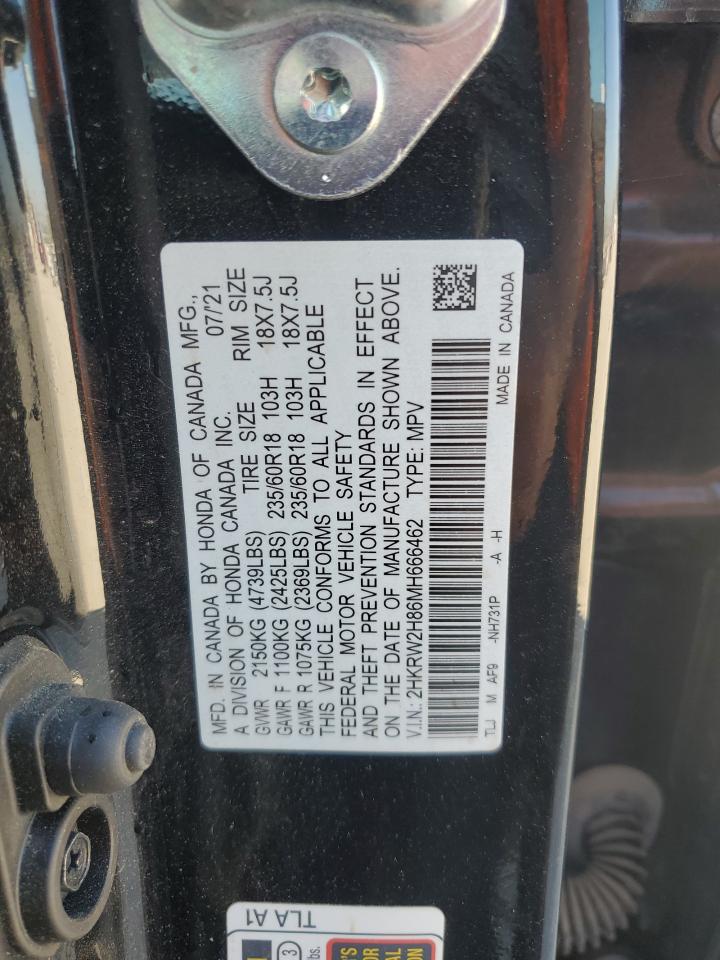 MFD. IN CANADA BY HONDA OF CANADA MFG.,
A DIVISION OF HONDA CANADA INC. 07/'21
GVWR 2150KG (4739LBS) TIRE SIZE RIM SIZE
GAWR F 1100KG (2425LBS) 235/60R18 103H 18X7.5J
GAWR R 1075KG (2369LBS) 235/60R18 103H 18X7.5J
THIS VEHICLE CONFORMS TO ALL APPLICABLE
FEDERAL MOTOR VEHICLE SAFETY
AND THEFT PREVENTION STANDARDS IN EFFECT
ON THE DATE OF MANUFACTURE SHOWN ABOVE.
V.I.N.: 2HKRW2H86MH666462 TYPE: MPV
TLJ M AF9 -NH731P -A -H MADE IN CANADA
TLA A1
3
bs.